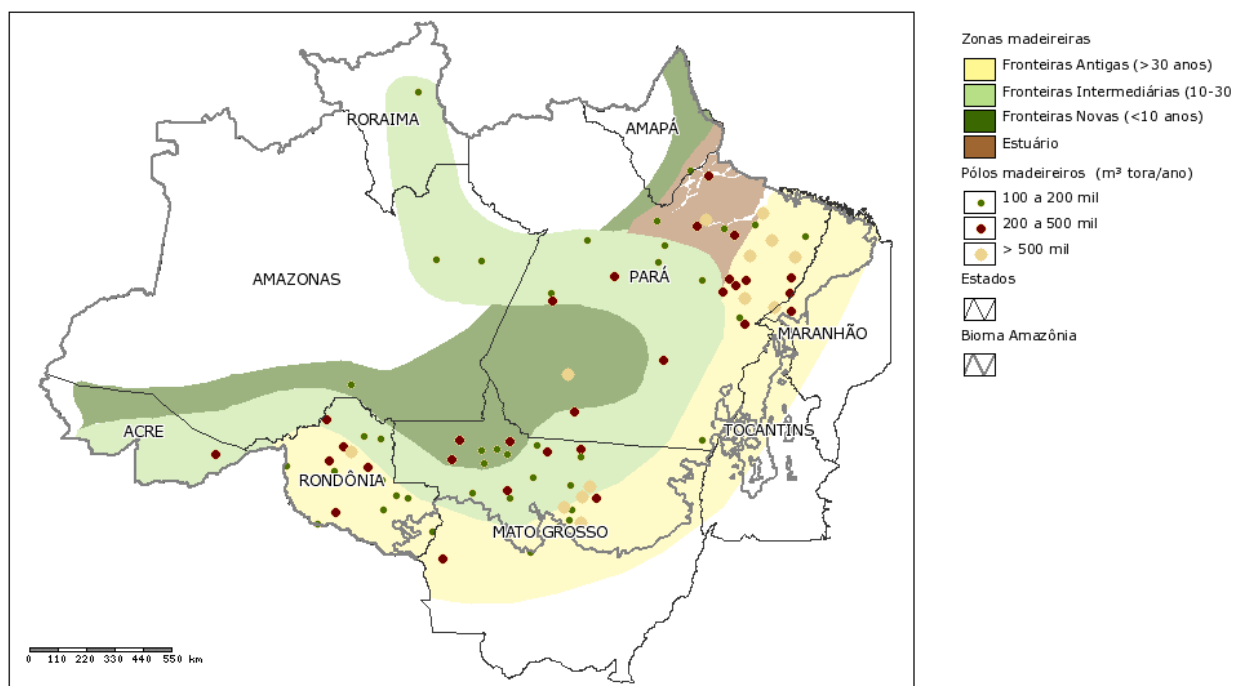 RORAIMA
AMAPÁ
AMAZONAS
PARÁ
MARANHÃO
ACRE
TOCANTINS
RONDÔNIA
MATO GROSSO
0 110 220 330 440 550 km
Zonas madeireiras
Fronteiras Antigas (>30 anos)
Fronteiras Intermediárias (10-30
Fronteiras Novas (<10 anos)
Estuário
Pólos madeireiros (m³ tora/ano)
100 a 200 mil
200 a 500 mil
> 500 mil
Estados
Bioma Amazônia